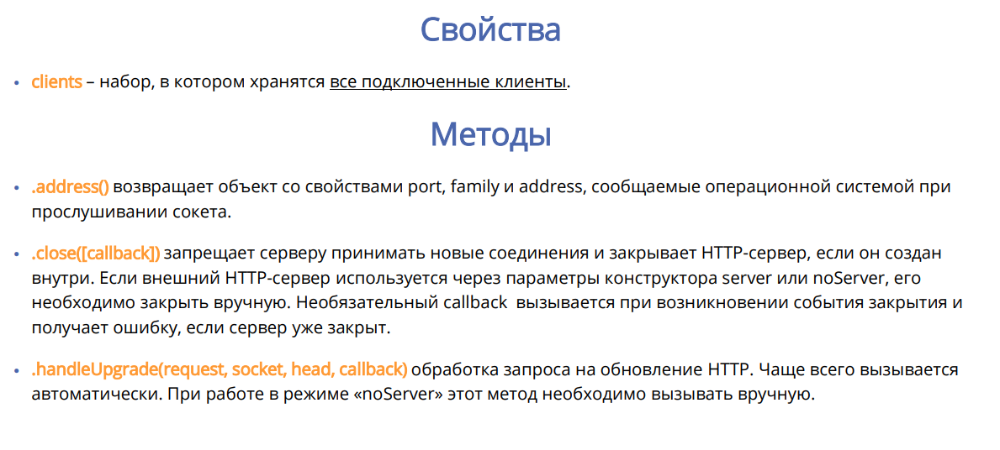 Свойства
• clients – набор, в котором хранятся все подключенные клиенты.
Методы
• .address() возвращает объект со свойствами port, family и address, сообщаемые операционной системой при
прослушивании сокета.
• .close([callback]) запрещает серверу принимать новые соединения и закрывает HTTP-сервер, если он создан
внутри. Если внешний HTTP-сервер используется через параметры конструктора server или noServer, его
необходимо закрыть вручную. Необязательный callback  вызывается при возникновении события закрытия и
получает ошибку, если сервер уже закрыт.
• .handleUpgrade(request, socket, head, callback) обработка запроса на обновление HTTP. Чаще всего вызывается
автоматически. При работе в режиме «noServer» этот метод необходимо вызывать вручную.